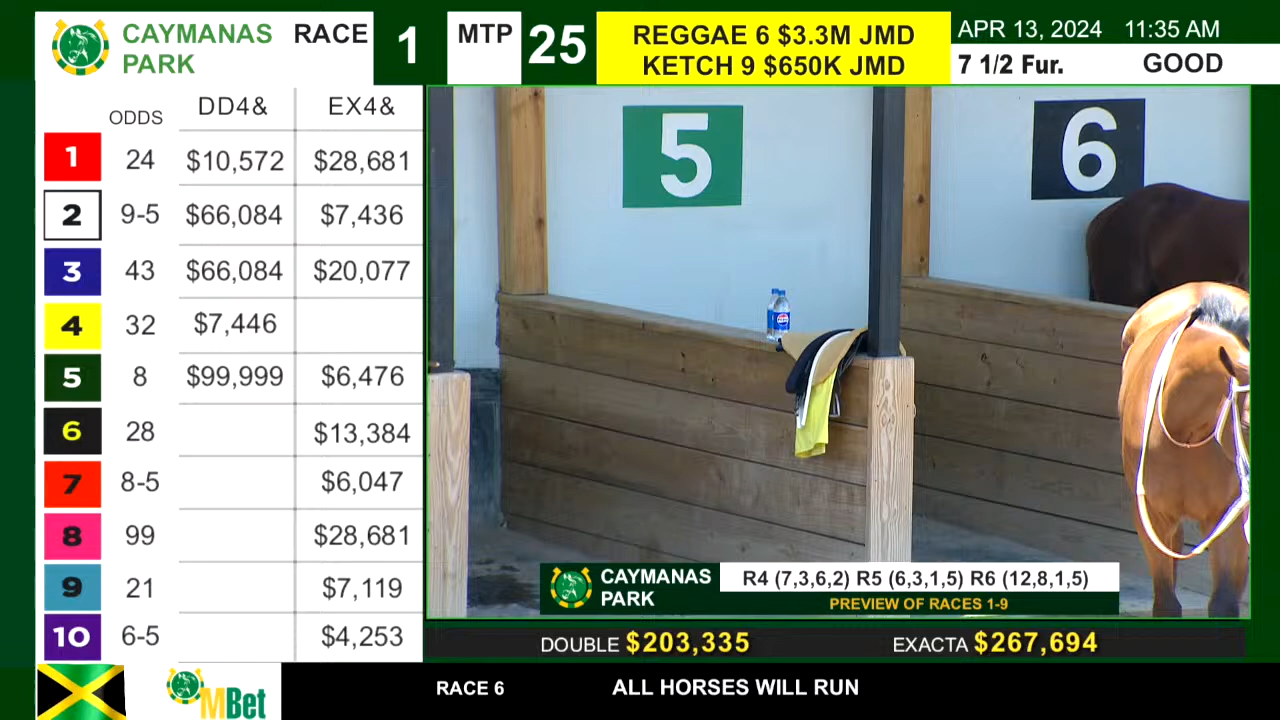 CAYMANAS PARK
RACE 1
MTP 25
REGGAE 6 $3.3M JMD
KETCH 9 $650K JMD
APR 13, 2024 11:35 AM
7 1/2 Fur. GOOD
ODDS DD4& EX4&
1 24 $10,572 $28,681
2 9-5 $66,084 $7,436
3 43 $66,084 $20,077
4 32 $7,446
5 8 $99,999 $6,476
6 28 $13,384
7 8-5 $6,047
8 99 $28,681
9 21 $7,119
10 6-5 $4,253
5
6
CAYMANAS PARK
R4 (7,3,6,2) R5 (6,3,1,5) R6 (12,8,1,5)
PREVIEW OF RACES 1-9
DOUBLE $203,335 EXACTA $267,694
MBet
RACE 6 ALL HORSES WILL RUN